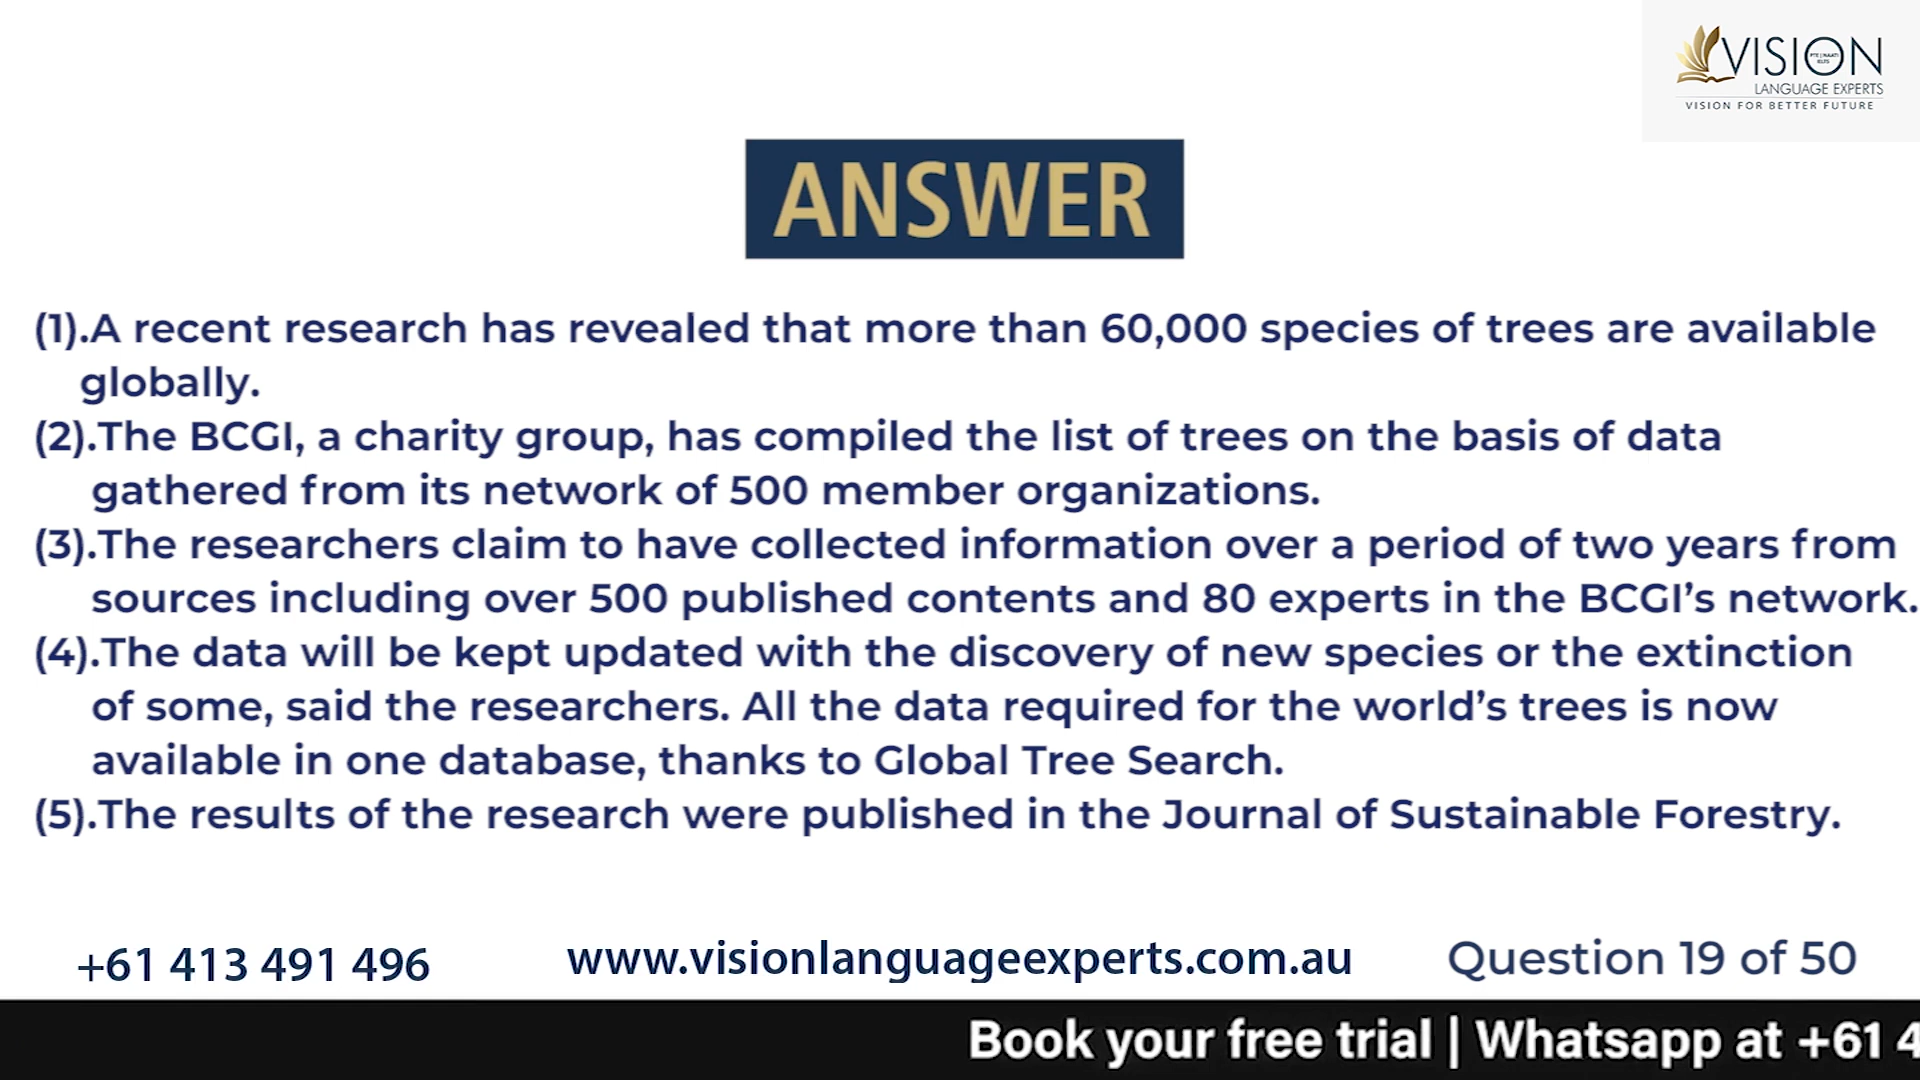 VISION
LANGUAGE EXPERTS
VISION FOR BETTER FUTURE
ANSWER
(1).A recent research has revealed that more than 60,000 species of trees are available
globally.
(2).The BCGI, a charity group, has compiled the list of trees on the basis of data
gathered from its network of 500 member organizations.
(3).The researchers claim to have collected information over a period of two years from
sources including over 500 published contents and 80 experts in the BCGI’s network.
(4).The data will be kept updated with the discovery of new species or the extinction
of some, said the researchers. All the data required for the world’s trees is now
available in one database, thanks to Global Tree Search.
(5).The results of the research were published in the Journal of Sustainable Forestry.
+61 413 491 496 www.visionlanguageexperts.com.au Question 19 of 50
Book your free trial | Whatsapp at +61 4